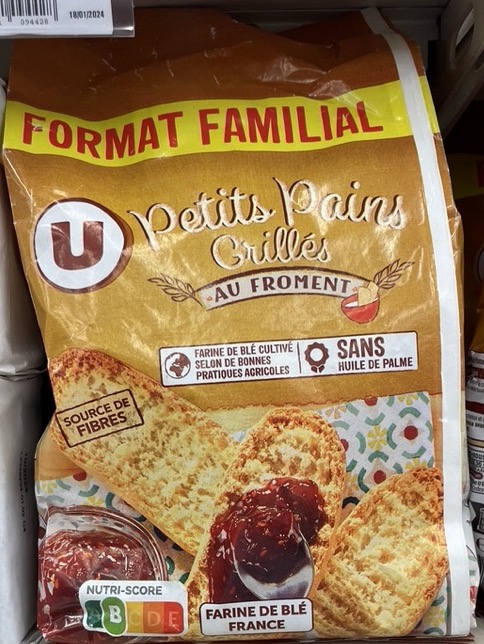 094428 18/01/2024
FORMAT FAMILIAL
U
Petits Pains
Grillés
AU FROMENT
FARINE DE BLÉ CULTIVÉ
SELON DE BONNES
PRATIQUES AGRICOLES
SANS
HUILE DE PALME
SOURCE DE
FIBRES
NUTRI-SCORE
A B C D E
FARINE DE BLÉ
FRANCE